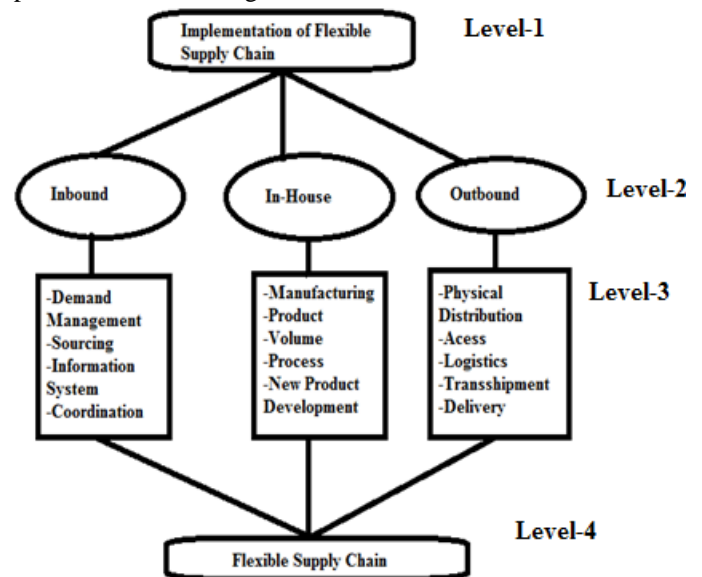 Implementation of Flexible
Supply Chain
Level-1
Inbound
In-House
Outbound
Level-2
-Demand
Management
-Sourcing
-Information
System
-Coordination
-Manufacturing
-Product
-Volume
-Process
-New Product
Development
-Physical
Distribution
-Acess
-Logistics
-Transshipment
-Delivery
Level-3
Level-4
Flexible Supply Chain